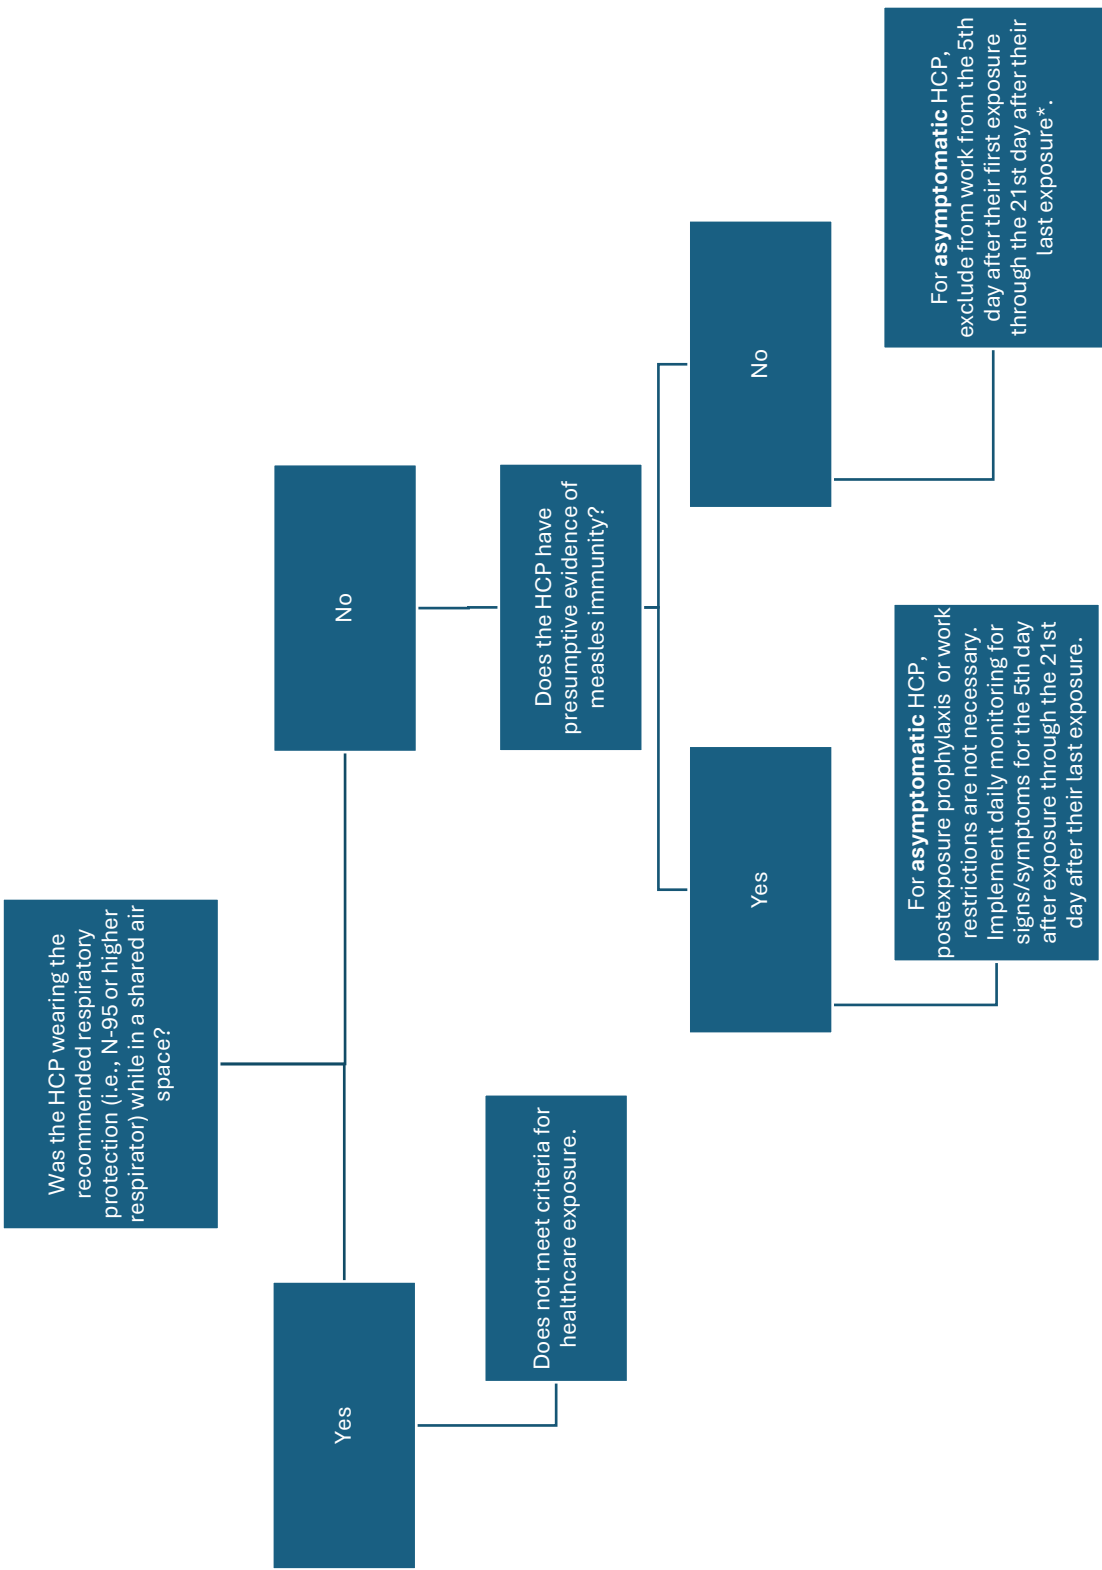 Was the HCP wearing the
recommended respiratory
protection (i.e., N-95 or higher
respirator) while in a shared air
space?
Yes
No
Does not meet criteria for
healthcare exposure.
Does the HCP have
presumptive evidence of
measles immunity?
Yes
No
For asymptomatic HCP,
postexposure prophylaxis or work
restrictions are not necessary.
Implement daily monitoring for
signs/symptoms for the 5th day
after exposure through the 21st
day after their last exposure.
For asymptomatic HCP,
exclude from work from the 5th
day after their first exposure
through the 21st day after their
last exposure*.